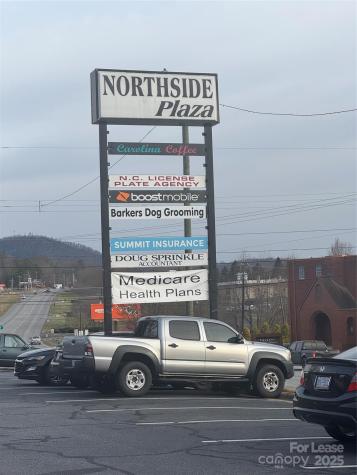 NORTHSIDE
Plaza
Carolina Coffee
N.C. LICENSE
PLATE AGENCY
boostmobile
Barkers Dog Grooming
SUMMIT INSURANCE
DOUG SPRINKLE
ACCOUNTANT
Medicare
Health Plans
For Lease
canopy 2025